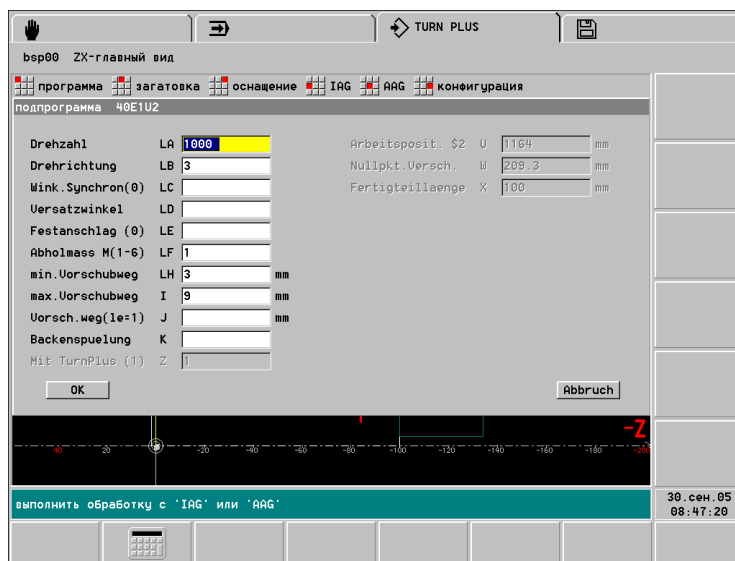 TURN PLUS
bsp00 ZX-главный вид
программа загатовка оснащение IAG AAG конфигурация
подпрограмма 40E1U2
Drehzahl LA 1000 Arbeitsposit. $2 U 1164 mm
Drehrichtung LB 3 Nullpkt.Versch. W 209.3 mm
Wink.Synchron(0) LC Fertigteillaenge X 100 mm
Versatzwinkel LD
Festanschlag (0) LE
Abholmass M(1-6) LF 1
min.Vorschubweg LH 3 mm
max.Vorschubweg I 9 mm
Vorsch.weg(le=1) J mm
Backenspuelung K
Mit TurnPlus (1) Z 1
OK Abbruch
-Z
40 20 -20 -40 -60 -80 -100 -120 -140 -160 -180 -200
выполнить обработку с 'IAG' или 'AAG'
30.сен.05
08:47:20